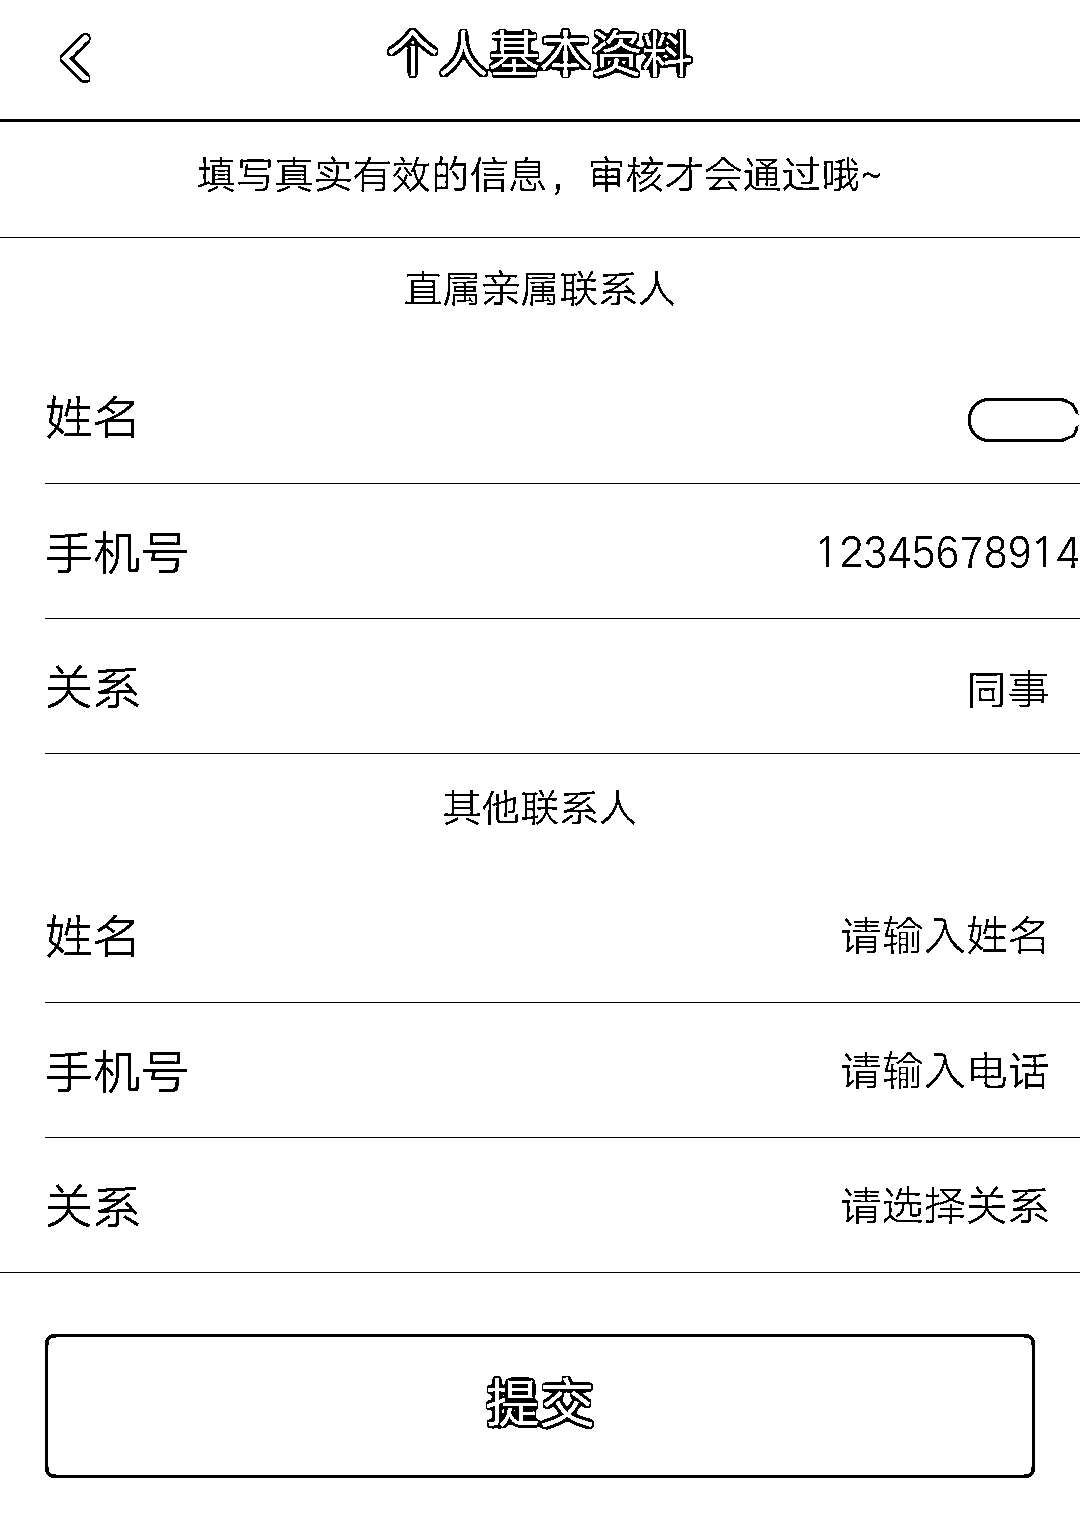 个人基本资料
填写真实有效的信息，审核才会通过哦~
直属亲属联系人
姓名
手机号 12345678914
关系 同事
其他联系人
姓名 请输入姓名
手机号 请输入电话
关系 请选择关系
提交